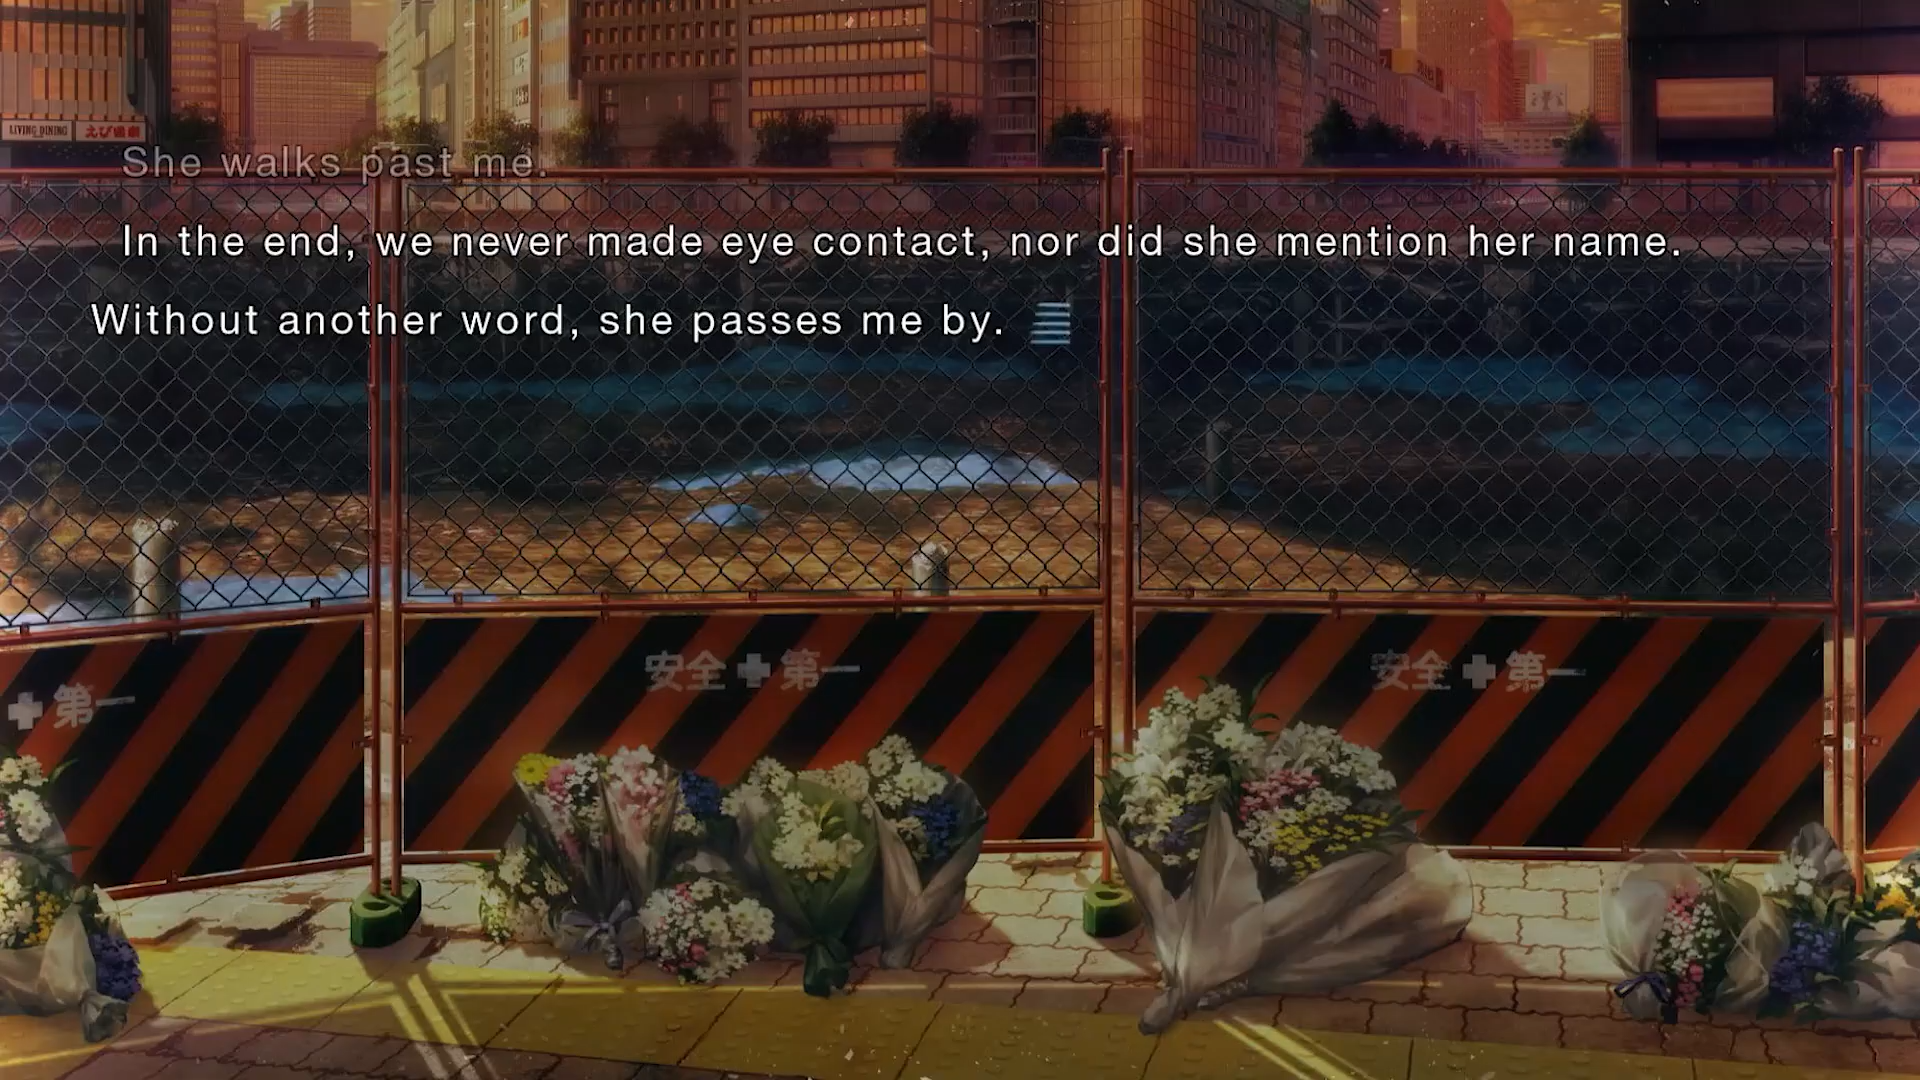 LIVING DINING
She walks past me.
In the end, we never made eye contact, nor did she mention her name.
Without another word, she passes me by.
安全✚第一
安全✚第一
✚第一